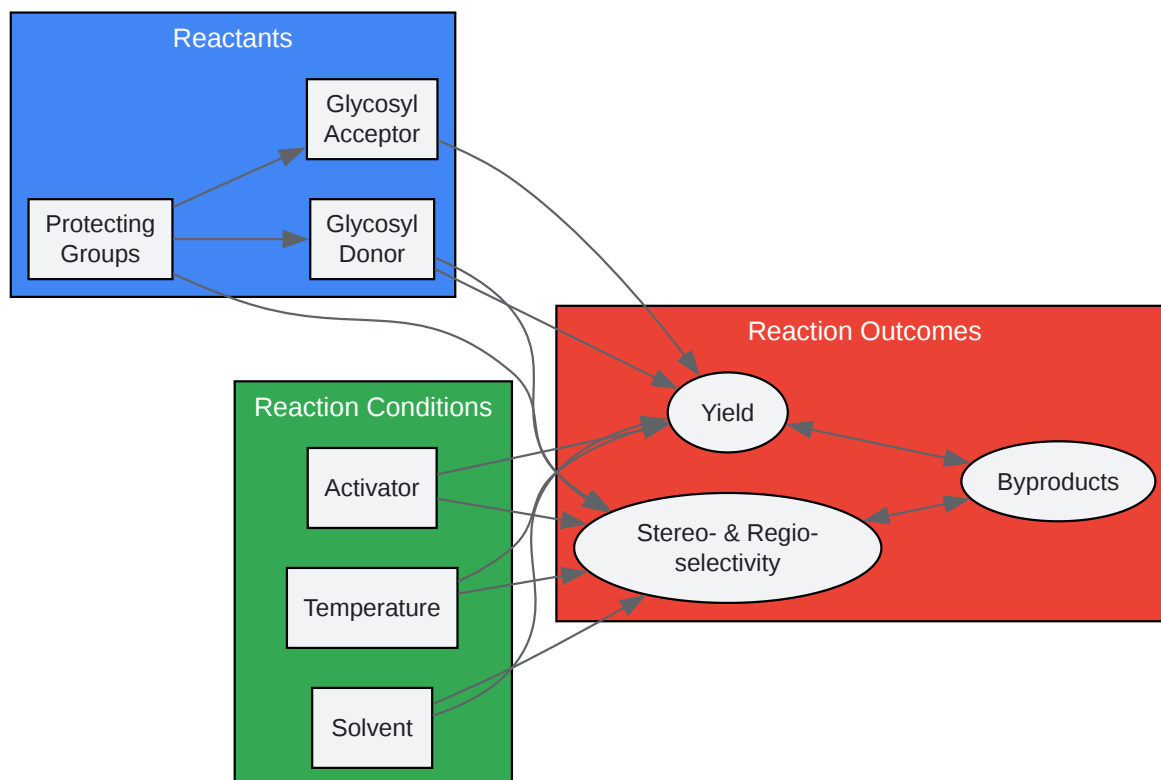 Reactants
Glycosyl
Acceptor
Protecting
Groups
Glycosyl
Donor
Reaction Outcomes
Yield
Byproducts
Stereo- & Regio-
selectivity
Reaction Conditions
Activator
Temperature
Solvent